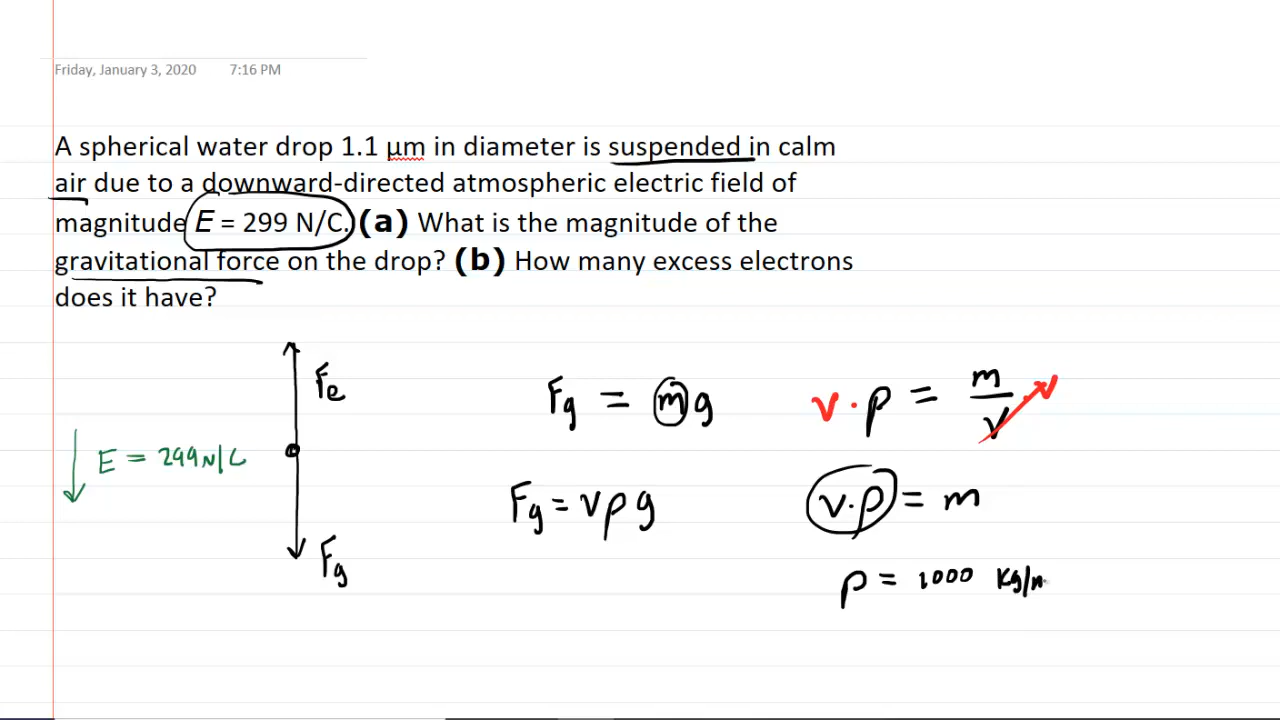 Friday, January 3, 2020 7:16 PM
A spherical water drop 1.1 µm in diameter is suspended in calm
air due to a downward-directed atmospheric electric field of
magnitude E = 299 N/C. (a) What is the magnitude of the
gravitational force on the drop? (b) How many excess electrons
does it have?
Fe
E = 299 N/C
Fg
Fg = mg
Fg = vρg
v · ρ = m/v · v
v·ρ = m
ρ = 1000 kg/m